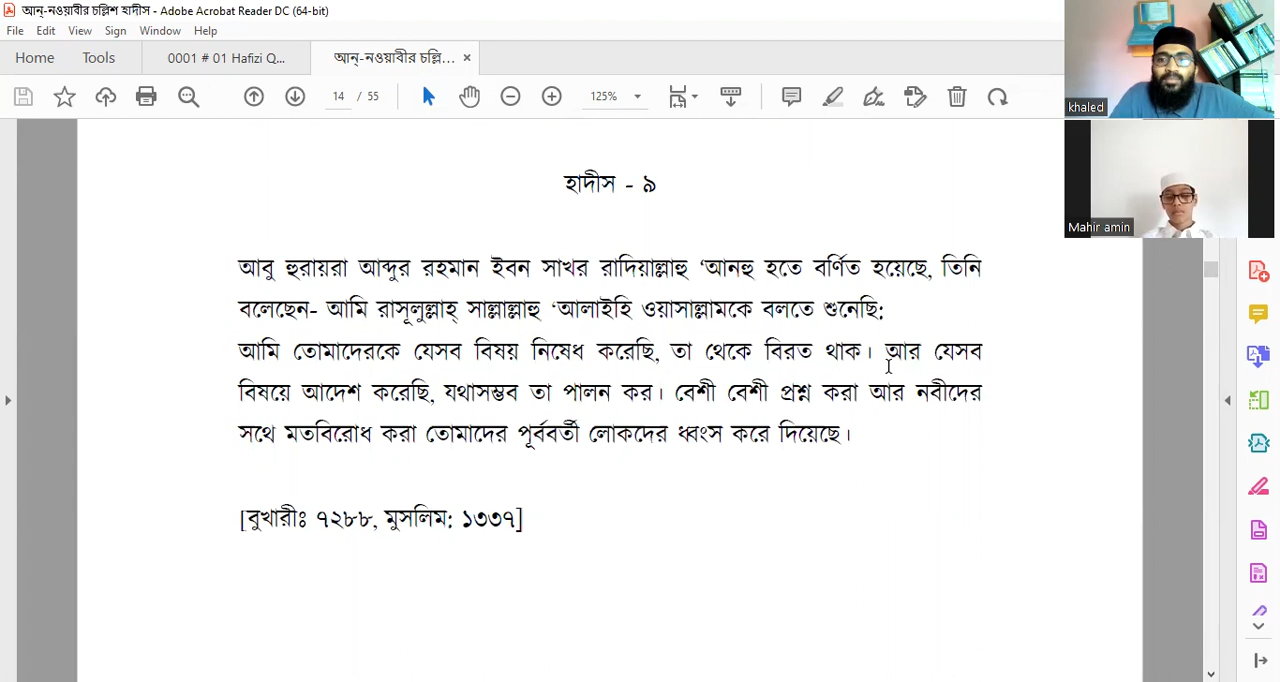 আন্-নওয়াবীর চল্লিশ হাদীস - Adobe Acrobat Reader DC (64-bit)
File Edit View Sign Window Help
Home Tools 0001 # 01 Hafizi Q... আন্-নওয়াবীর চল্লি... ×
14 / 55 125%
হাদীস - ৯
আবু হুরায়রা আব্দুর রহমান ইবন সাখর রাদিয়াল্লাহু ‘আনহু হতে বর্ণিত হয়েছে, তিনি
বলেছেন- আমি রাসূলুল্লাহ্ সাল্লাল্লাহু ‘আলাইহি ওয়াসাল্লামকে বলতে শুনেছি:
আমি তোমাদেরকে যেসব বিষয় নিষেধ করেছি, তা থেকে বিরত থাক। আর যেসব
বিষয়ে আদেশ করেছি, যথাসম্ভব তা পালন কর। বেশী বেশী প্রশ্ন করা আর নবীদের
সথে মতবিরোধ করা তোমাদের পূর্ববর্তী লোকদের ধ্বংস করে দিয়েছে।
[বুখারীঃ ৭২৮৮, মুসলিম: ১৩৩৭]
khaled
Mahir amin